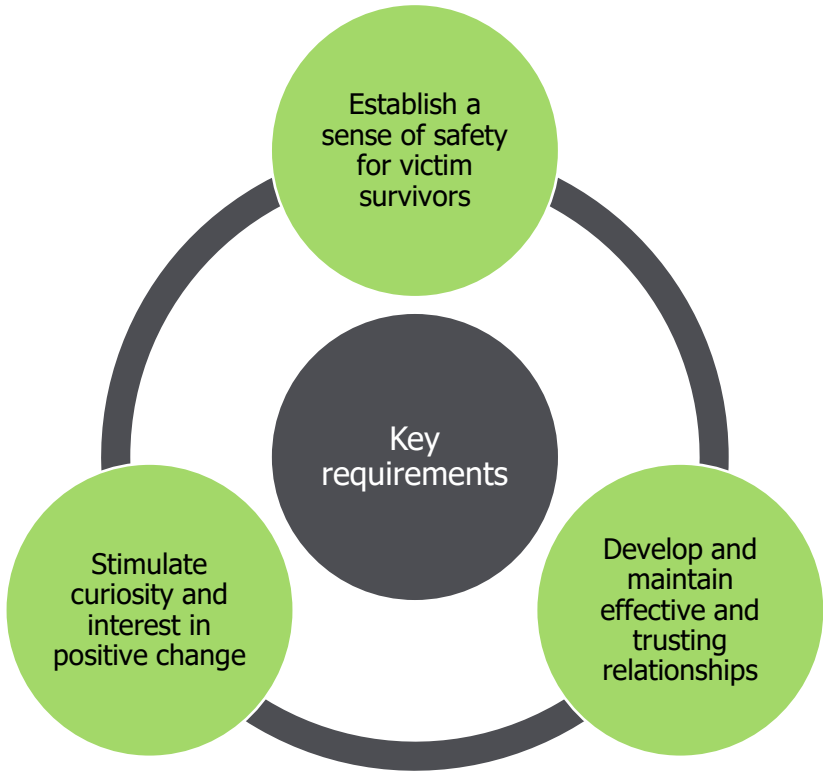 Establish a
sense of safety
for victim
survivors
Key
requirements
Stimulate
curiosity and
interest in
positive change
Develop and
maintain
effective and
trusting
relationships